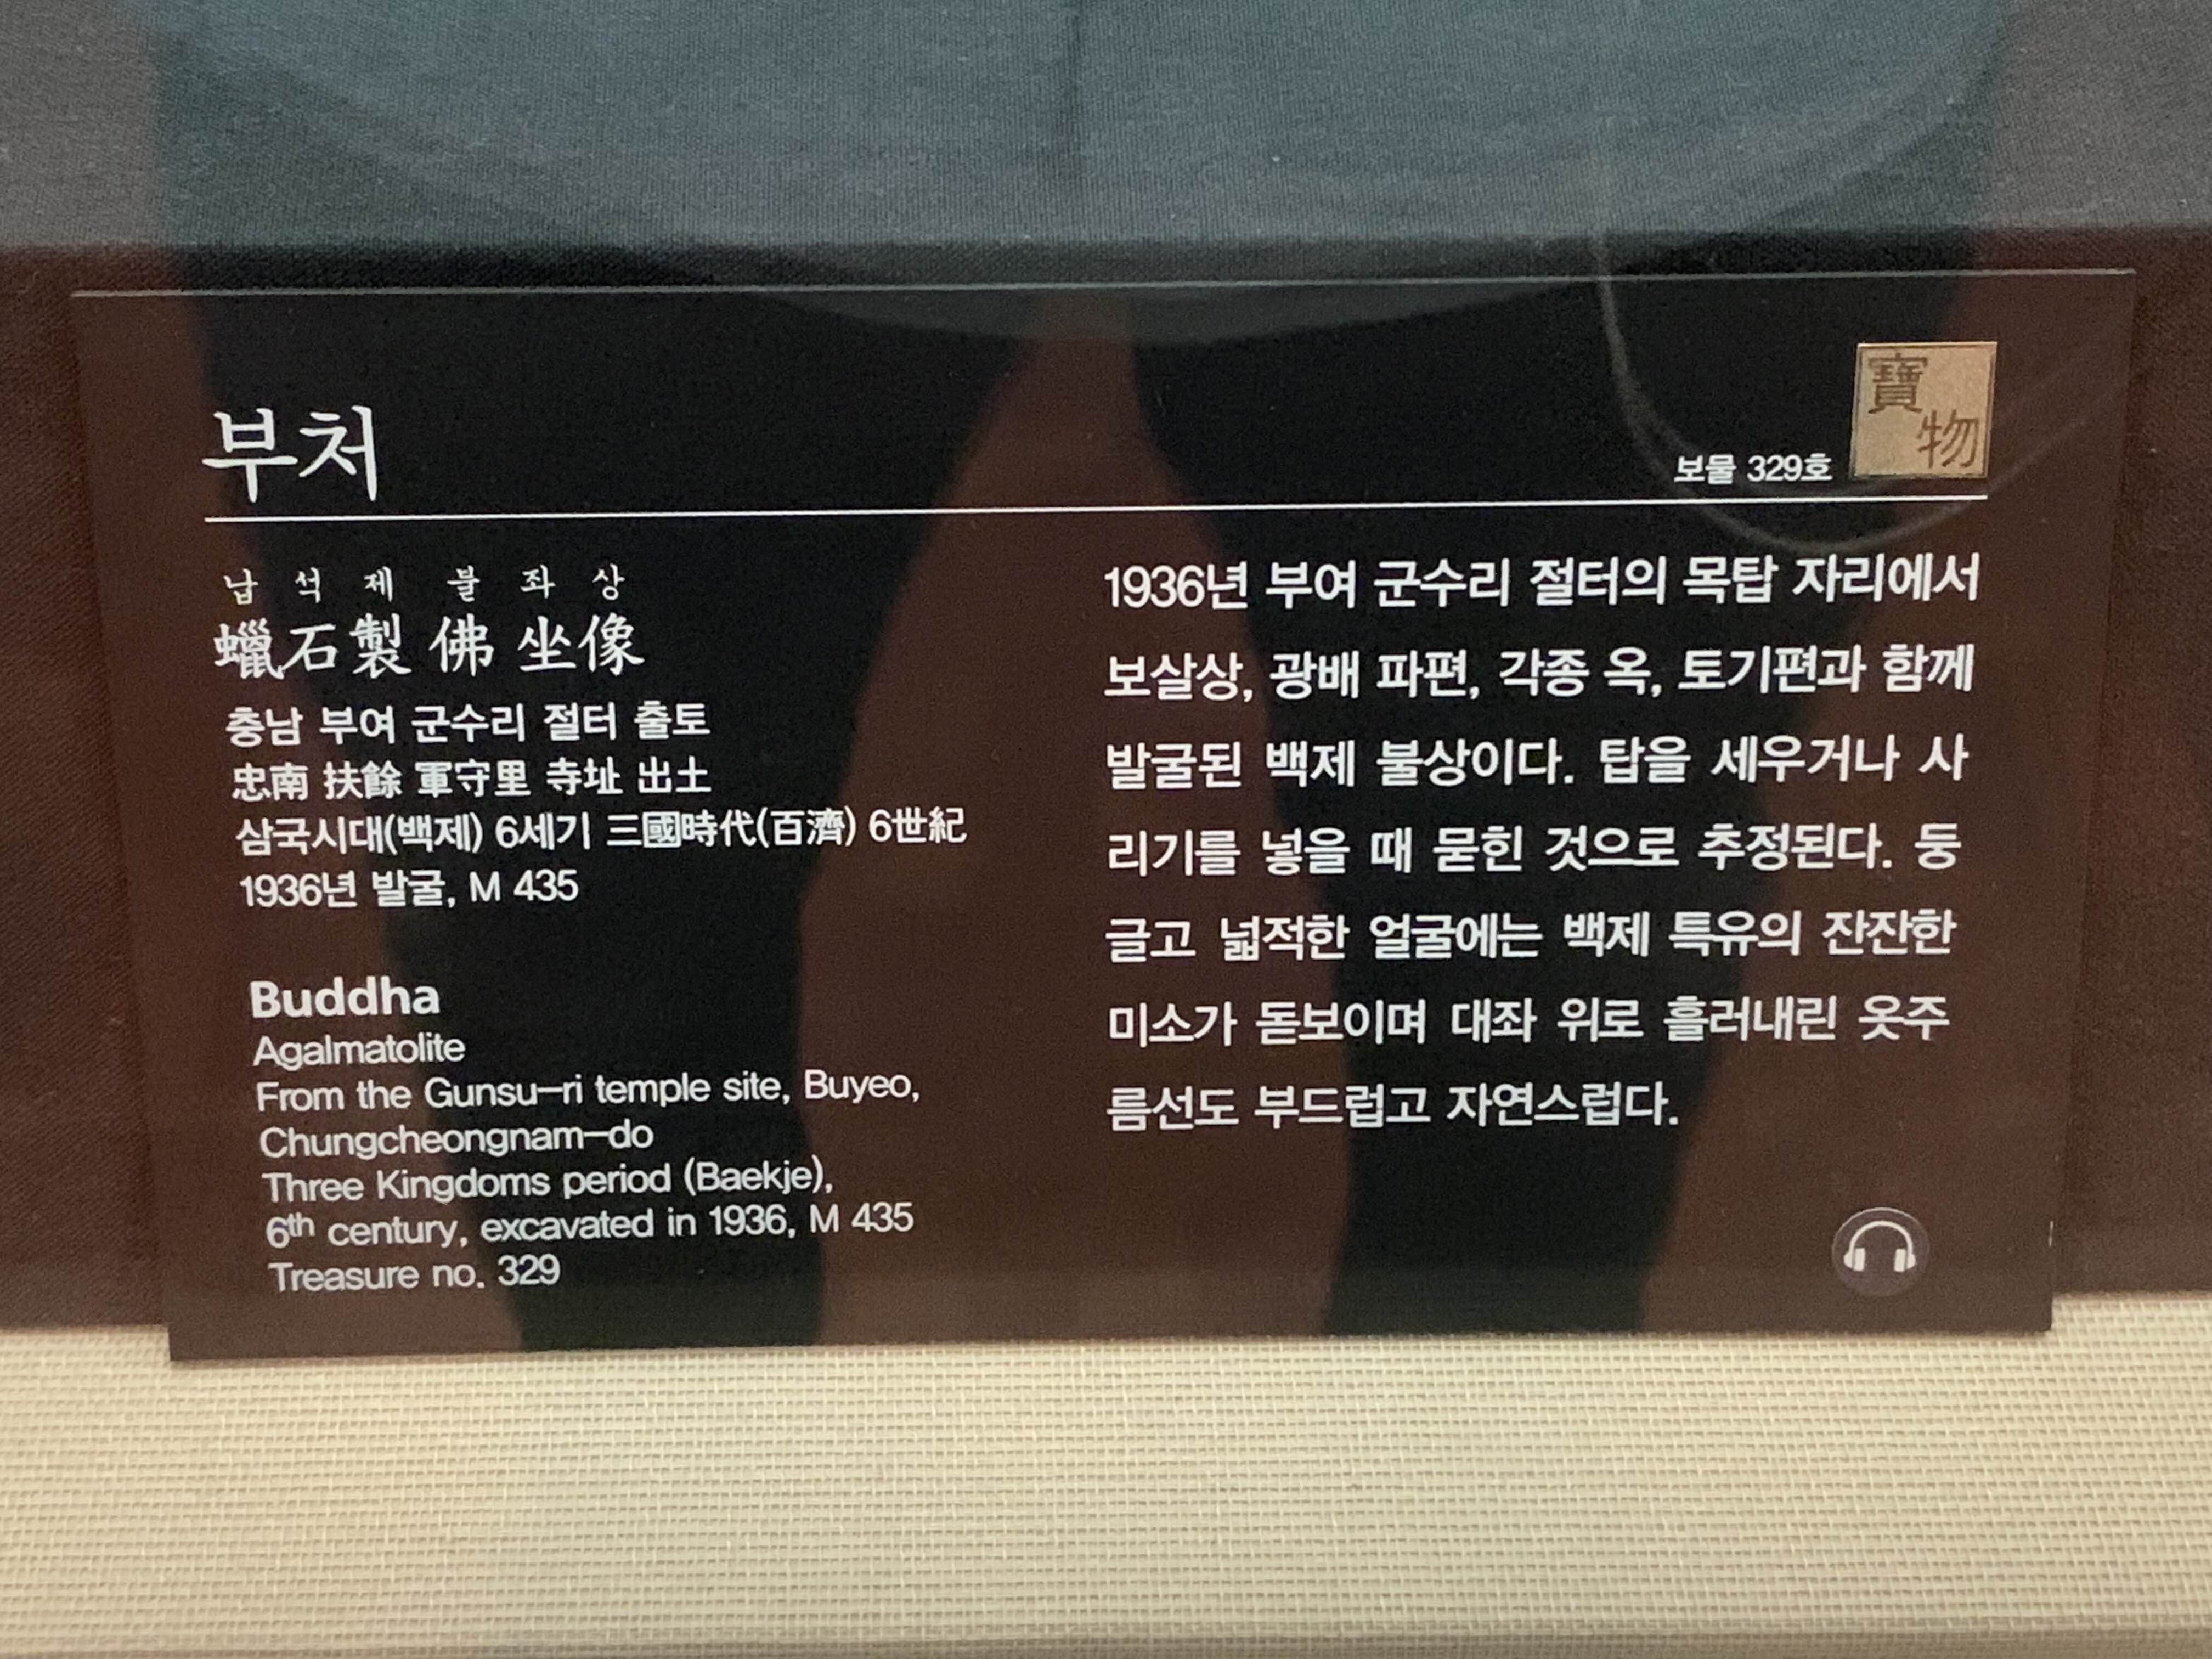 부처
보물 329호
寶物
납 석 제 불 좌 상
蠟石製 佛 坐像
충남 부여 군수리 절터 출토
忠南 扶餘 軍守里 寺址 出土
삼국시대(백제) 6세기 三國時代(百濟) 6世紀
1936년 발굴, M 435
Buddha
Agalmatolite
From the Gunsu-ri temple site, Buyeo,
Chungcheongnam-do
Three Kingdoms period (Baekje),
6th century, excavated in 1936, M 435
Treasure no. 329
1936년 부여 군수리 절터의 목탑 자리에서
보살상, 광배 파편, 각종 옥, 토기편과 함께
발굴된 백제 불상이다. 탑을 세우거나 사
리기를 넣을 때 묻힌 것으로 추정된다. 둥
글고 넓적한 얼굴에는 백제 특유의 잔잔한
미소가 돋보이며 대좌 위로 흘러내린 옷주
름선도 부드럽고 자연스럽다.